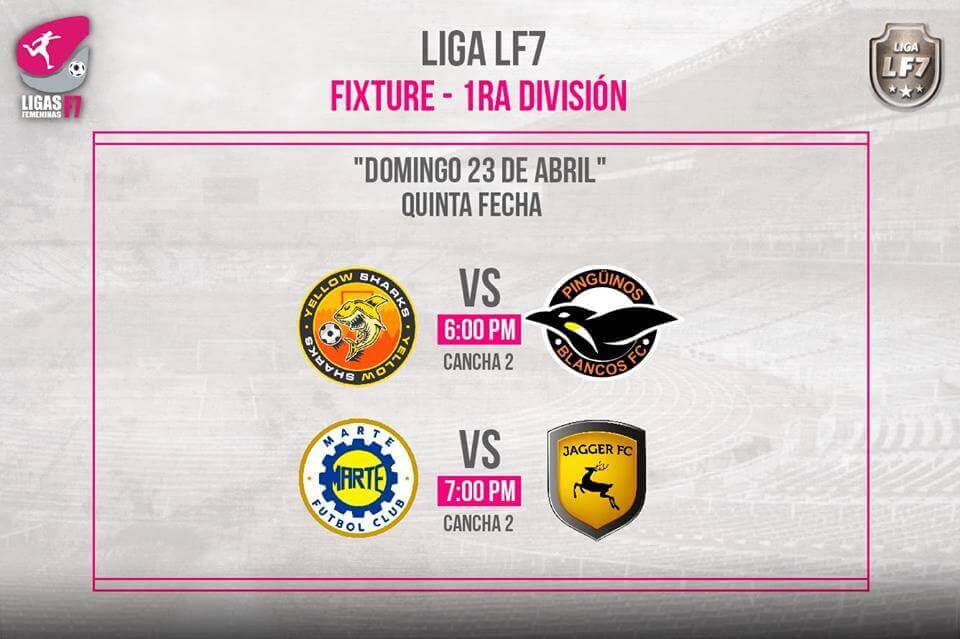 LIGA LF7
FIXTURE - 1RA DIVISIÓN
LIGAS F7
FEMENINAS
LIGA
LF7
"DOMINGO 23 DE ABRIL"
QUINTA FECHA
YELLOW SHARKS · YELLOW SHARKS
VS
6:00 PM
CANCHA 2
PINGÜINOS
BLANCOS FC
MARTE
MARTE
FUTBOL CLUB
VS
7:00 PM
CANCHA 2
JAGGER FC